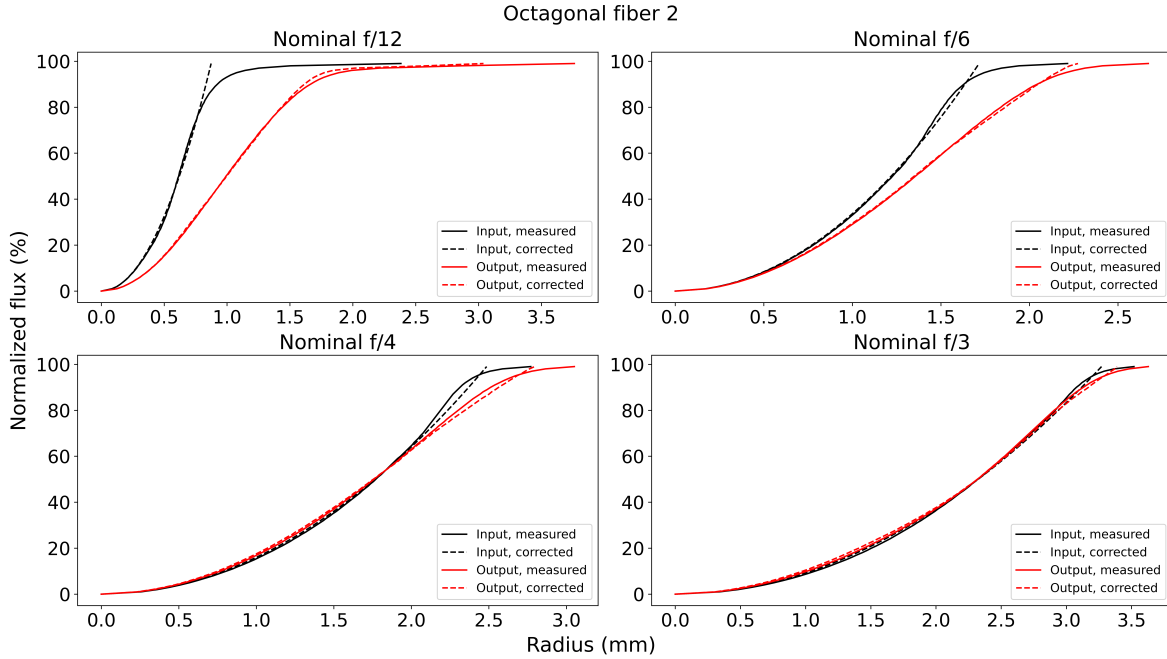 Octagonal fiber 2
Nominal f/12
Nominal f/6
100
80
60
40
20
0
0.0 0.5 1.0 1.5 2.0 2.5 3.0 3.5
Input, measured
Input, corrected
Output, measured
Output, corrected
100
80
60
40
20
0
0.0 0.5 1.0 1.5 2.0 2.5
Input, measured
Input, corrected
Output, measured
Output, corrected
Normalized flux (%)
Nominal f/4
Nominal f/3
100
80
60
40
20
0
0.0 0.5 1.0 1.5 2.0 2.5 3.0
Input, measured
Input, corrected
Output, measured
Output, corrected
100
80
60
40
20
0
0.0 0.5 1.0 1.5 2.0 2.5 3.0 3.5
Input, measured
Input, corrected
Output, measured
Output, corrected
Radius (mm)